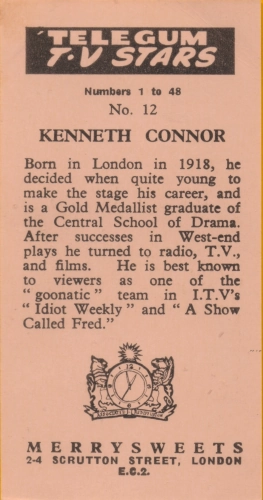 TELEGUM
T·V STARS
Numbers 1 to 48
No. 12
KENNETH CONNOR
Born in London in 1918, he
decided when quite young to
make the stage his career, and
is a Gold Medallist graduate of
the Central School of Drama.
After successes in West-end
plays he turned to radio, T.V.,
and films. He is best known
to viewers as one of the
"goonatic" team in I.T.V's
"Idiot Weekly" and "A Show
Called Fred."
MERRYSWEETS
2-4 SCRUTTON STREET, LONDON
E.C.2.